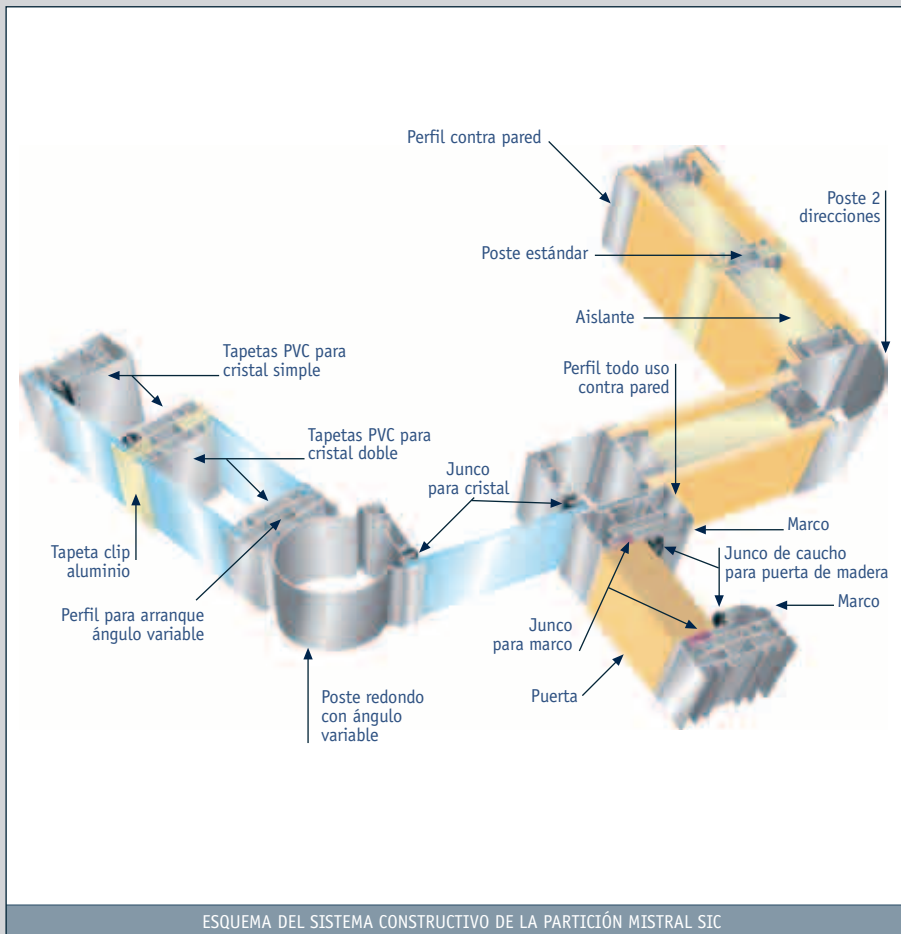 Perfil contra pared
Poste 2
direcciones
Poste estándar
Aislante
Tapetas PVC para
cristal simple
Perfil todo uso
contra pared
Tapetas PVC para
cristal doble
Junco
para cristal
Marco
Tapeta clip
aluminio
Junco de caucho
para puerta de madera
Marco
Perfil para arranque
ángulo variable
Junco
para marco
Puerta
Poste redondo
con ángulo
variable
ESQUEMA DEL SISTEMA CONSTRUCTIVO DE LA PARTICIÓN MISTRAL SIC